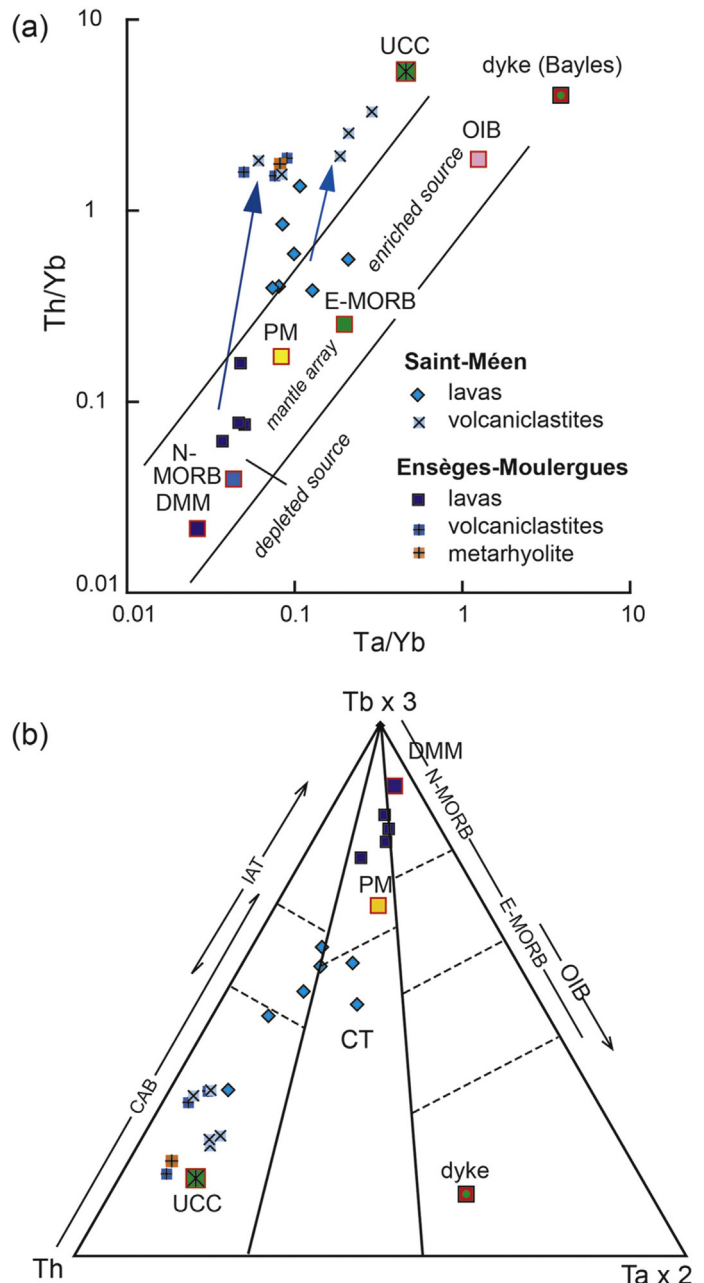 (a)
10
UCC
dyke (Bayles)
OIB
1
enriched source
Th/Yb
E-MORB
PM
mantle array
Saint-Méen
lavas
volcaniclastites
0.1
N-
MORB
DMM
depleted source
Ensèges-Moulergues
lavas
volcaniclastites
metarhyolite
0.01
0.01
0.1
1
10
Ta/Yb
(b)
Tb x 3
DMM
N-MORB
IAT
PM
E-MORB
OIB
CT
CAB
UCC
dyke
Th
Ta x 2